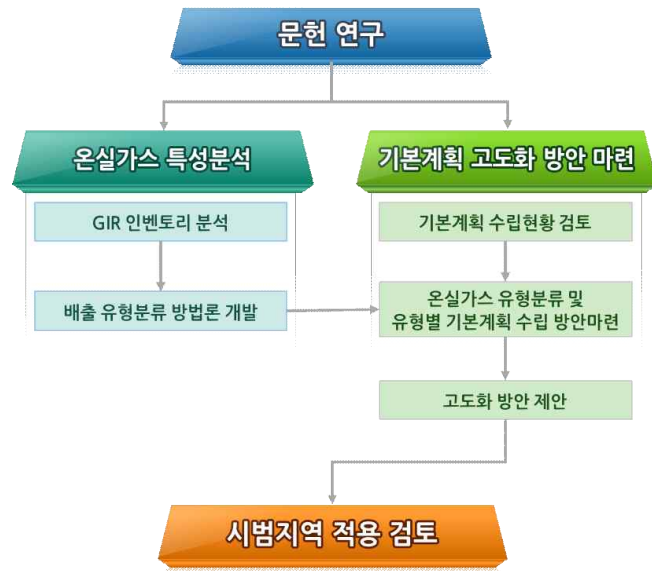 문헌 연구
온실가스 특성분석
기본계획 고도화 방안 마련
GIR 인벤토리 분석
기본계획 수립현황 검토
배출 유형분류 방법론 개발
온실가스 유형분류 및
유형별 기본계획 수립 방안마련
고도화 방안 제안
시범지역 적용 검토